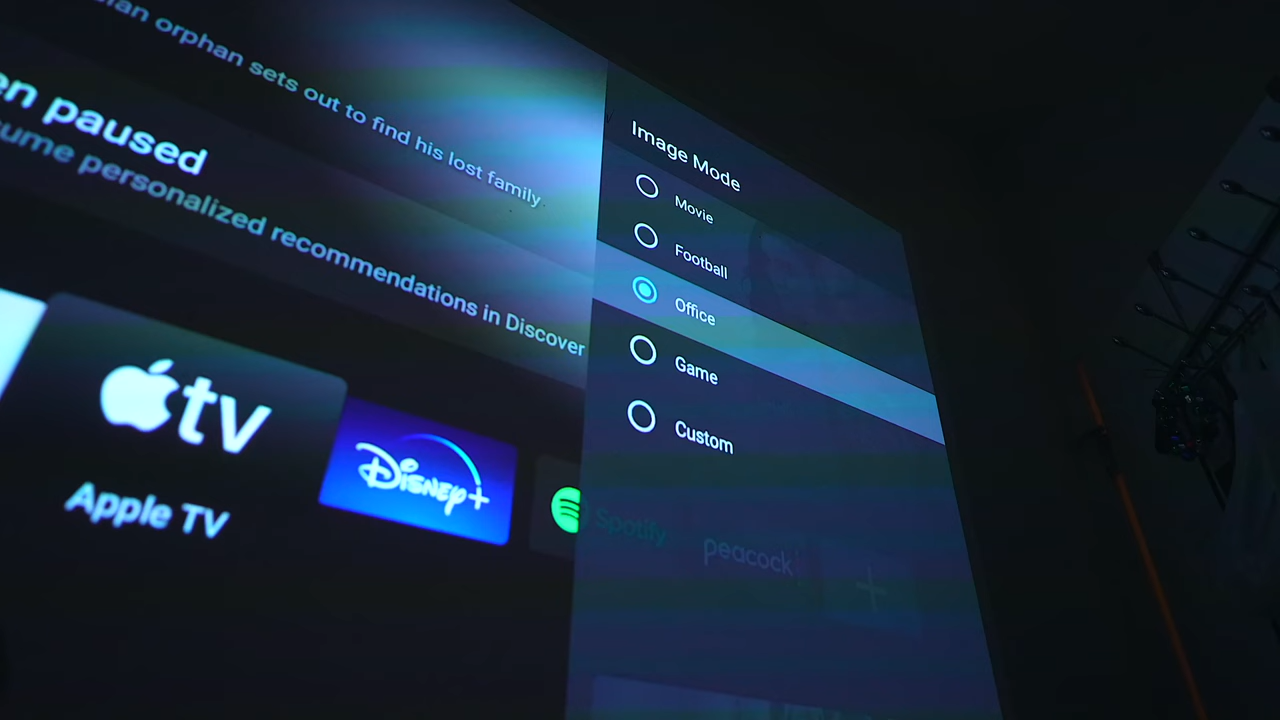 orphan sets out to find his lost family.
paused
personalized recommendations in Discover
tv
Apple TV
Disney+
Image Mode
Movie
Football
Office
Game
Custom
Spotify
peacock